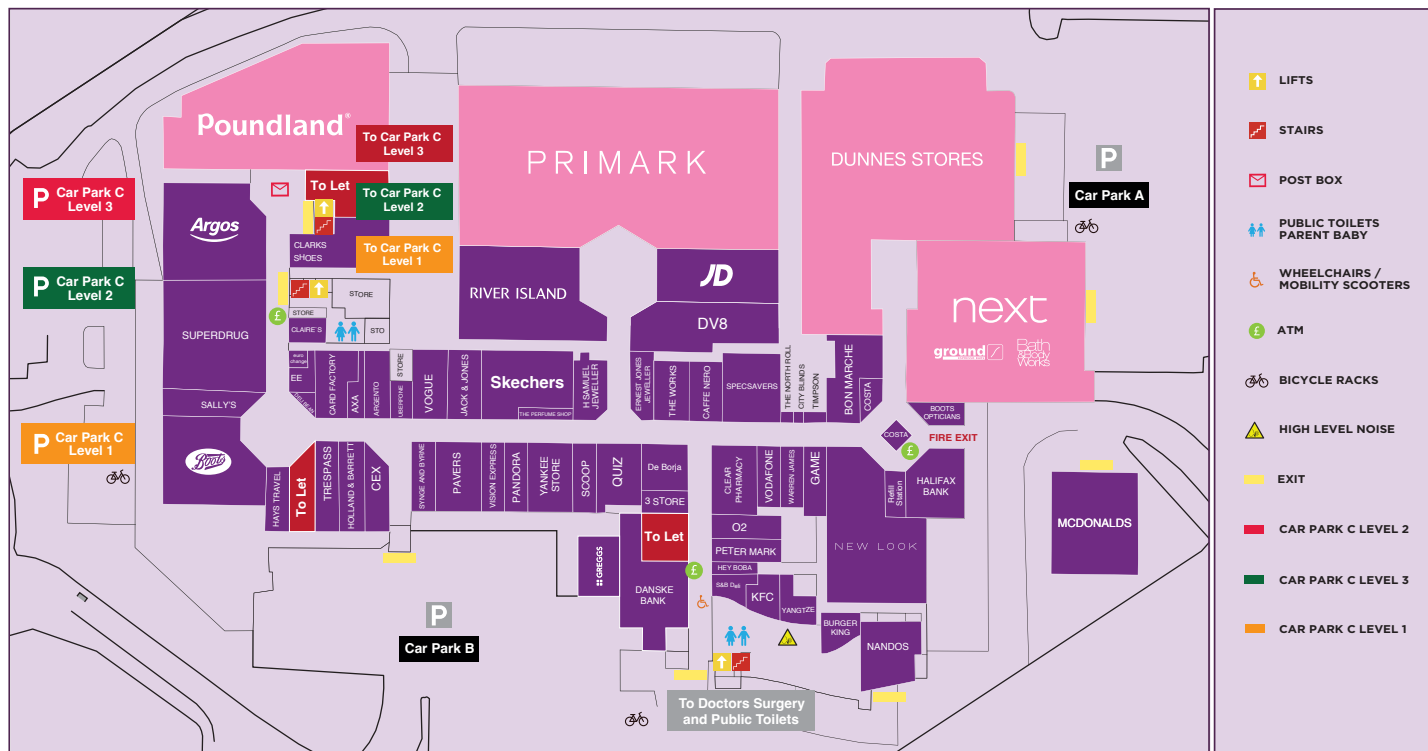 Poundland®
To Car Park C
Level 3
PRIMARK
DUNNES STORES
P
Car Park A
P Car Park C
Level 3
To Let
To Car Park C
Level 2
Argos
CLARKS
SHOES
To Car Park C
Level 1
P Car Park C
Level 2
RIVER ISLAND
JD
DV8
next
ground
Bath
&Body
Works
STORE
STORE
CLAIRE'S
STO
£
SUPERDRUG
euro
change
EE
CARD FACTORY
AXA
ARGENTO
STORE
UBERFONE
VOGUE
JACK & JONES
Skechers
THE PERFUME SHOP
H SAMUEL
JEWELLER
ERNEST JONES
JEWELLER
THE WORKS
CAFFE NERO
SPECSAVERS
THE NORTH ROLL
CITY BLINDS
TIMPSON
BON MARCHE
COSTA
BOOTS
OPTICIANS
SALLY'S
P Car Park C
Level 1
Boots
COSTA
FIRE EXIT
£
HAYS TRAVEL
To Let
TRESPASS
HOLLAND & BARRETT
CEX
SYNGE AND BYRNE
PAVERS
VISION EXPRESS
PANDORA
YANKEE
STORE
SCOOP
QUIZ
De Borja
3 STORE
CLEAR
PHARMACY
VODAFONE
WARREN JAMES
GAME
Refill
Station
HALIFAX
BANK
To Let
O2
PETER MARK
HEY BOBA
S&B Deli
KFC
YANGTZE
NEW LOOK
MCDONALDS
GREGGS
£
DANSKE
BANK
BURGER
KING
NANDOS
P
Car Park B
To Doctors Surgery
and Public Toilets
LIFTS
STAIRS
POST BOX
PUBLIC TOILETS
PARENT BABY
WHEELCHAIRS /
MOBILITY SCOOTERS
£ ATM
BICYCLE RACKS
HIGH LEVEL NOISE
EXIT
CAR PARK C LEVEL 2
CAR PARK C LEVEL 3
CAR PARK C LEVEL 1